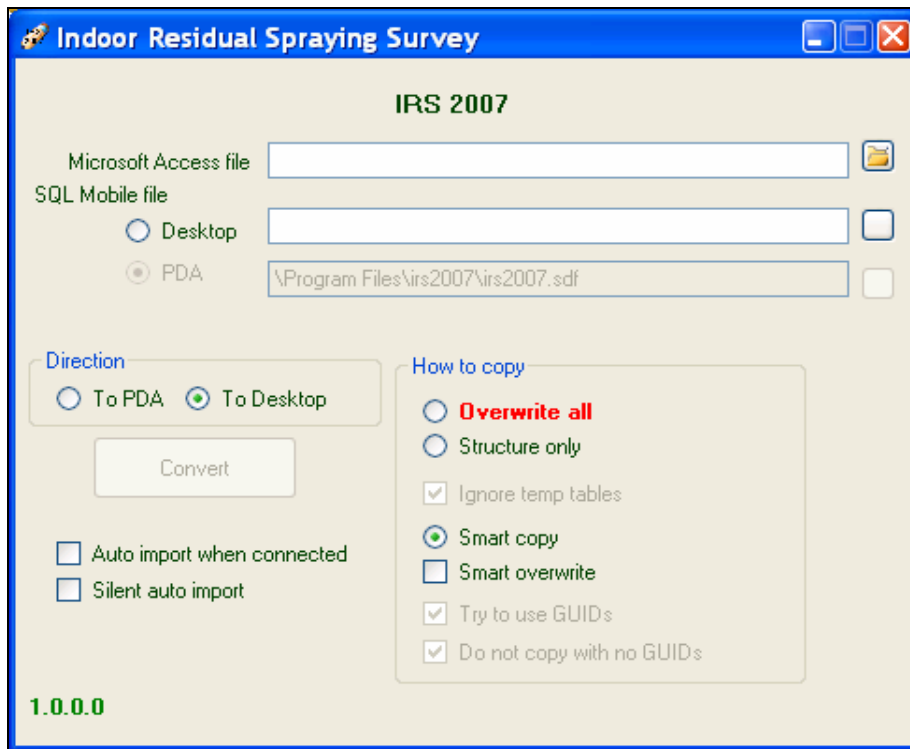 Indoor Residual Spraying Survey
IRS 2007
Microsoft Access file
SQL Mobile file
Desktop
PDA
\Program Files\irs2007\irs2007.sdf
Direction
To PDA To Desktop
Convert
Auto import when connected
Silent auto import
How to copy
Overwrite all
Structure only
Ignore temp tables
Smart copy
Smart overwrite
Try to use GUIDs
Do not copy with no GUIDs
1.0.0.0